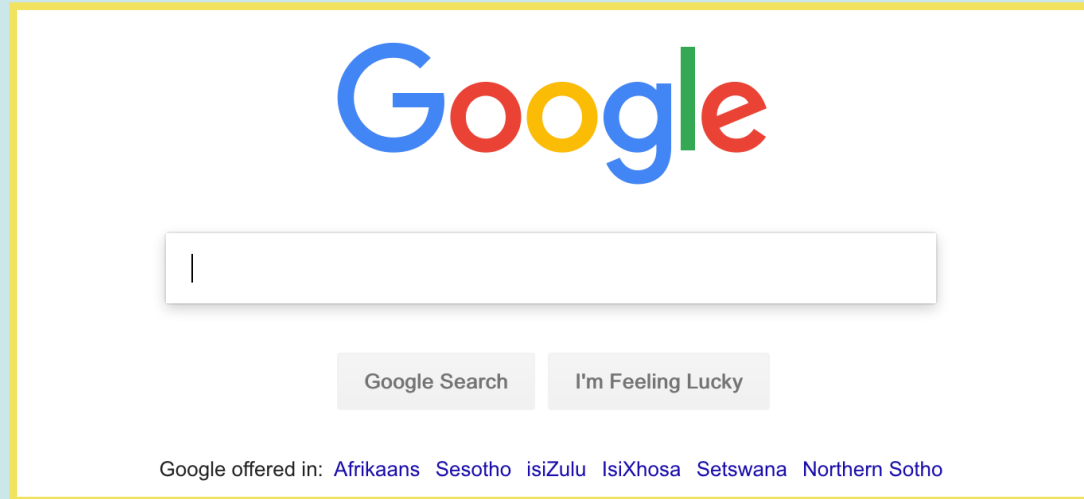 Google
Google Search I'm Feeling Lucky
Google offered in: Afrikaans Sesotho isiZulu IsiXhosa Setswana Northern Sotho